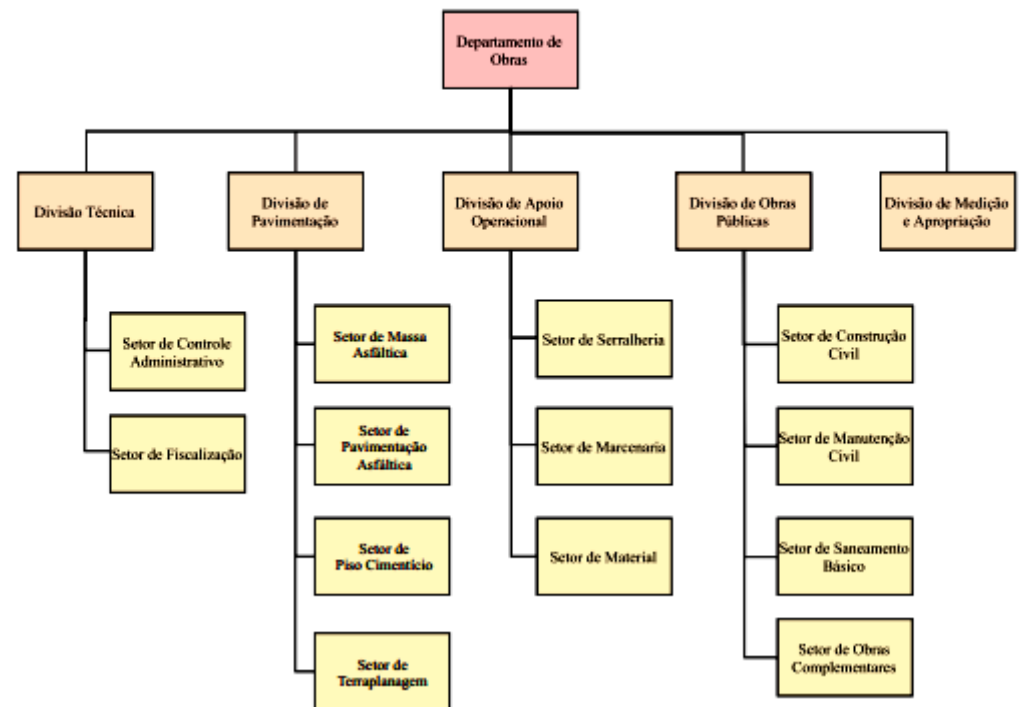 Departamento de
Obras
Divisão Técnica
Divisão de
Pavimentação
Divisão de Apoio
Operacional
Divisão de Obras
Públicas
Divisão de Medição
e Apropriação
Setor de Controle
Administrativo
Setor de Fiscalização
Setor de Massa
Asfáltica
Setor de
Pavimentação
Asfáltica
Setor de
Piso Cimentício
Setor de
Terraplanagem
Setor de Serralheria
Setor de Marcenaria
Setor de Material
Setor de Construção
Civil
Setor de Manutenção
Civil
Setor de Saneamento
Básico
Setor de Obras
Complementares